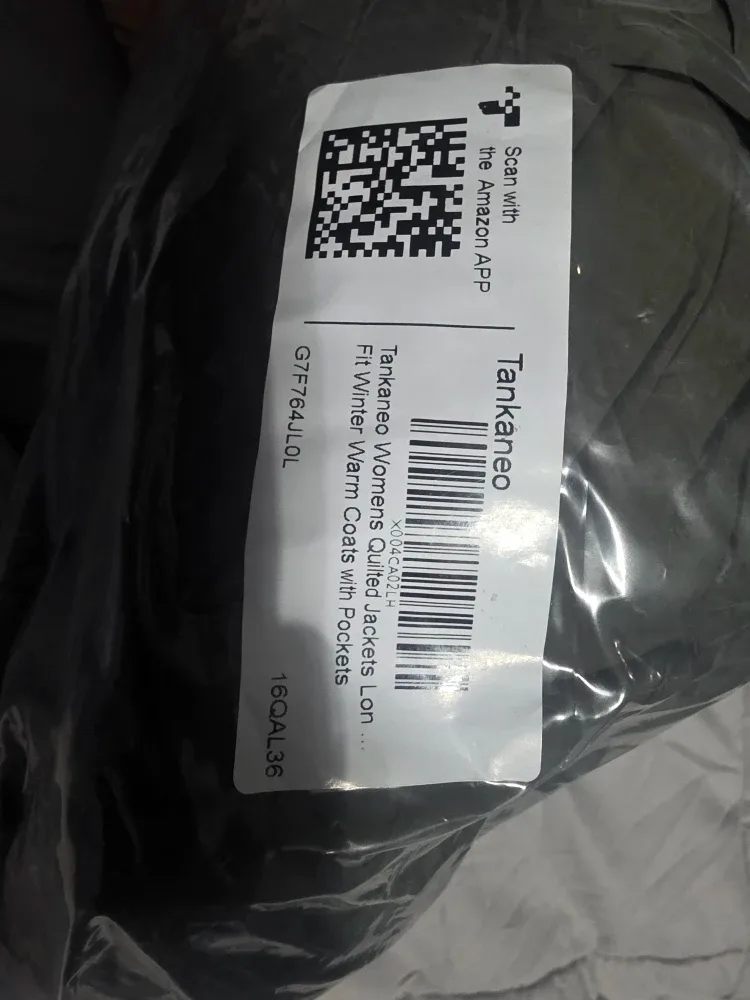 Scan with
the Amazon APP
Tankaneo
X004CA02LH
Tankaneo Womens Quilted Jackets Lon ...
Fit Winter Warm Coats with Pockets
G7F764JL0L
16QAL36